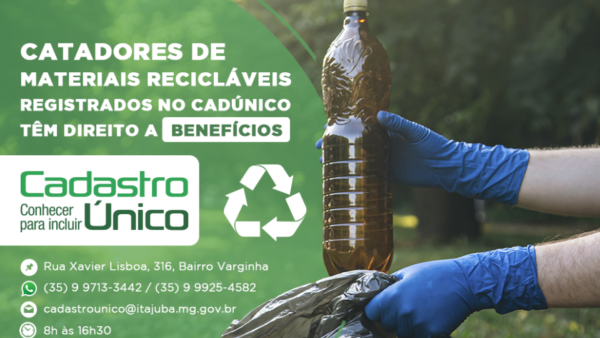 CATADORES DE
MATERIAIS RECICLÁVEIS
REGISTRADOS NO CADÚNICO
TÊM DIREITO A BENEFÍCIOS
Cadastro
Conhecer
para incluir Único
Rua Xavier Lisboa, 316, Bairro Varginha
(35) 9 9713-3442 / (35) 9 9925-4582
cadastrounico@itajuba.mg.gov.br
8h às 16h30